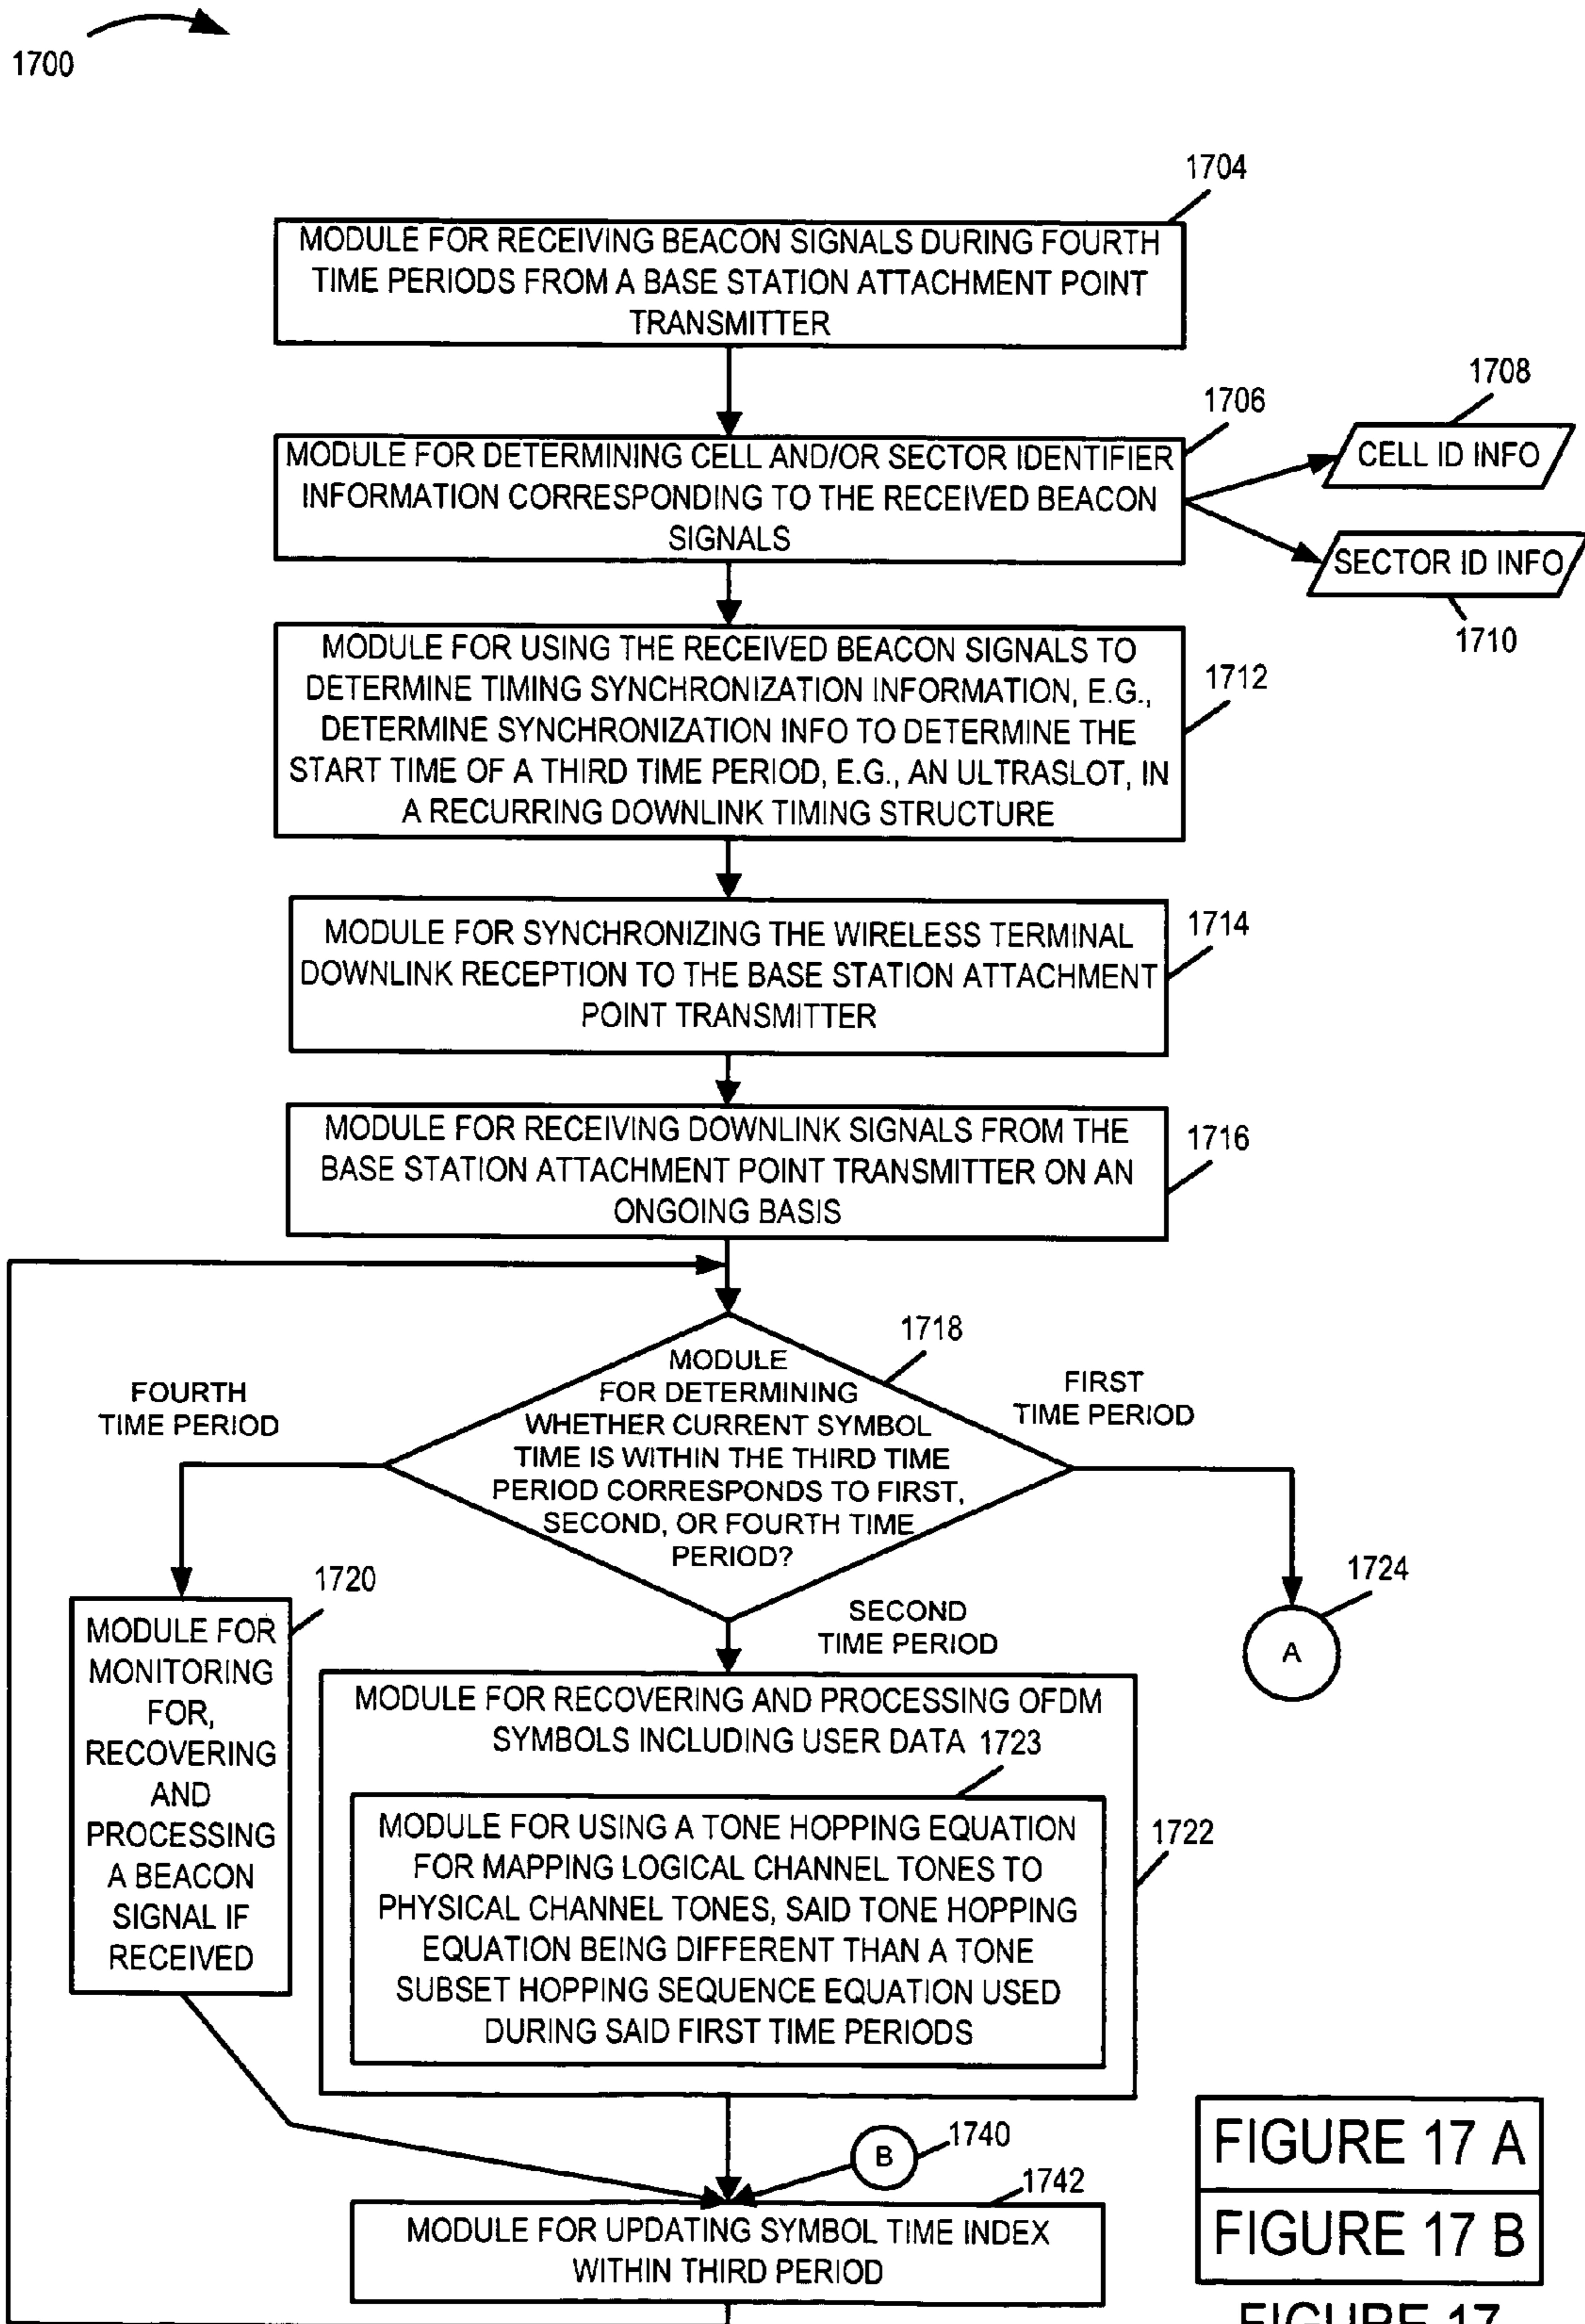 1700
1704
MODULE FOR RECEIVING BEACON SIGNALS DURING FOURTH
TIME PERIODS FROM A BASE STATION ATTACHMENT POINT
TRANSMITTER
1706
MODULE FOR DETERMINING CELL AND/OR SECTOR IDENTIFIER
INFORMATION CORRESPONDING TO THE RECEIVED BEACON
SIGNALS
1708
CELL ID INFO
SECTOR ID INFO
1710
MODULE FOR USING THE RECEIVED BEACON SIGNALS TO
DETERMINE TIMING SYNCHRONIZATION INFORMATION, E.G.,
DETERMINE SYNCHRONIZATION INFO TO DETERMINE THE
START TIME OF A THIRD TIME PERIOD, E.G., AN ULTRASLOT, IN
A RECURRING DOWNLINK TIMING STRUCTURE
1712
MODULE FOR SYNCHRONIZING THE WIRELESS TERMINAL
DOWNLINK RECEPTION TO THE BASE STATION ATTACHMENT
POINT TRANSMITTER
1714
MODULE FOR RECEIVING DOWNLINK SIGNALS FROM THE
BASE STATION ATTACHMENT POINT TRANSMITTER ON AN
ONGOING BASIS
1716
1718
MODULE
FOR DETERMINING
WHETHER CURRENT SYMBOL
TIME IS WITHIN THE THIRD TIME
PERIOD CORRESPONDS TO FIRST,
SECOND, OR FOURTH TIME
PERIOD?
FOURTH
TIME PERIOD
FIRST
TIME PERIOD
SECOND
TIME PERIOD
1720
MODULE FOR
MONITORING
FOR,
RECOVERING
AND
PROCESSING
A BEACON
SIGNAL IF
RECEIVED
1724
A
MODULE FOR RECOVERING AND PROCESSING OFDM
SYMBOLS INCLUDING USER DATA 1723
MODULE FOR USING A TONE HOPPING EQUATION
FOR MAPPING LOGICAL CHANNEL TONES TO
PHYSICAL CHANNEL TONES, SAID TONE HOPPING
EQUATION BEING DIFFERENT THAN A TONE
SUBSET HOPPING SEQUENCE EQUATION USED
DURING SAID FIRST TIME PERIODS
1722
B
1740
1742
MODULE FOR UPDATING SYMBOL TIME INDEX
WITHIN THIRD PERIOD
FIGURE 17 A
FIGURE 17 B
FIGURE 17